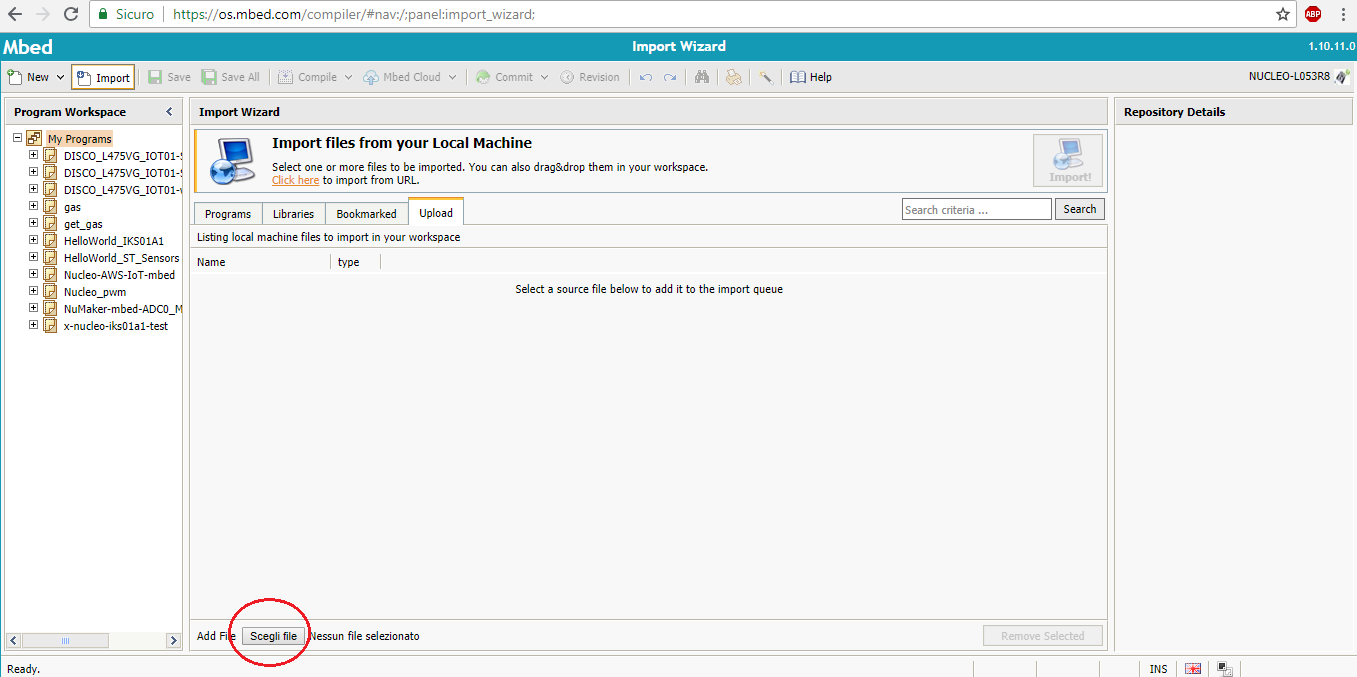 Sicuro https://os.mbed.com/compiler/#nav:/;panel:import_wizard;
ABP
Mbed Import Wizard 1.10.11.0
New Import Save Save All Compile Mbed Cloud Commit Revision Help NUCLEO-L053R8
Program Workspace
My Programs
DISCO_L475VG_IOT01-S
DISCO_L475VG_IOT01-S
DISCO_L475VG_IOT01-v
gas
get_gas
HelloWorld_IKS01A1
HelloWorld_ST_Sensors
Nucleo-AWS-IoT-mbed
Nucleo_pwm
NuMaker-mbed-ADC0_M
x-nucleo-iks01a1-test
Import Wizard
Import files from your Local Machine
Select one or more files to be imported. You can also drag&drop them in your workspace.
Click here to import from URL.
Import!
Programs Libraries Bookmarked Upload
Search criteria ... Search
Listing local machine files to import in your workspace
Name type
Select a source file below to add it to the import queue
Add File Scegli file Nessun file selezionato
Remove Selected
Repository Details
Ready. INS